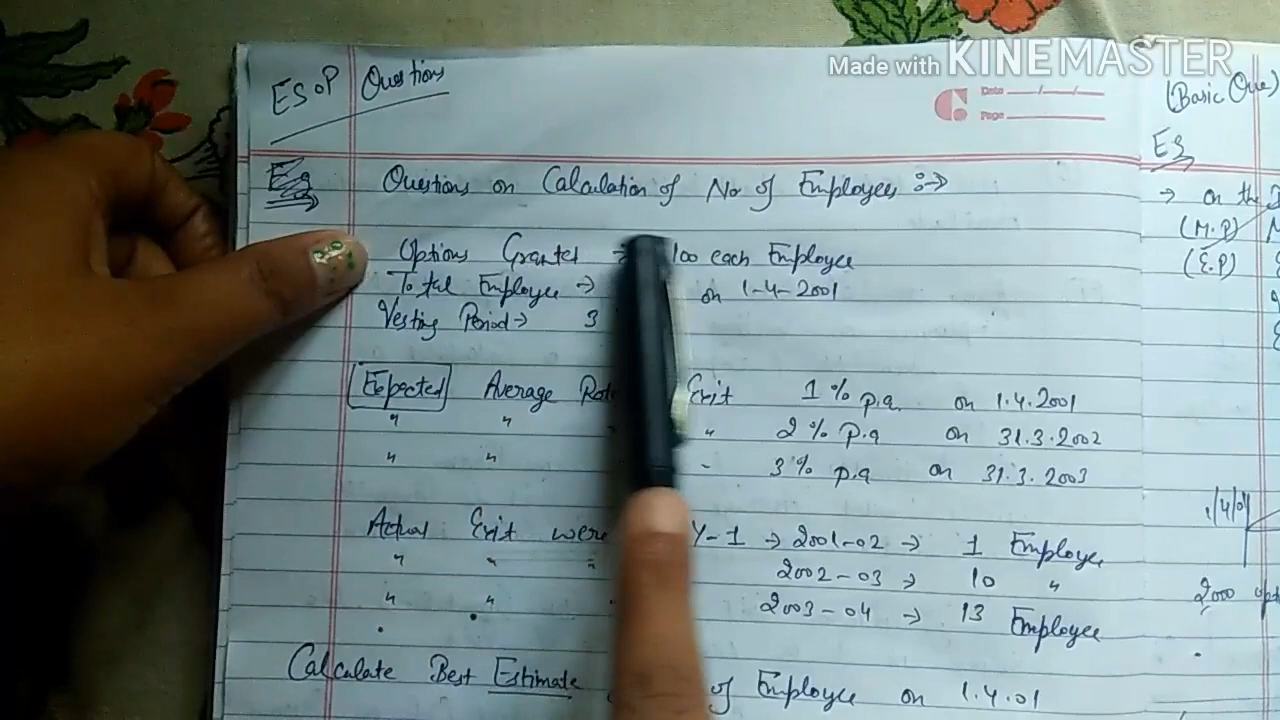 Made with KINEMASTER
ESOP Questions
Date
Page
(Basic Que)
Eg
Eg
Questions on Calculation of No of Employees :→
→ on the
Options Granted → 100 each Employee
(M.P)
Total Employee → on 1-4-2001
(E.P)
Vesting Period → 3
Expected Average Exit 1 % p.a. on 1.4.2001
" " " 2 % p.a on 31.3.2002
" " " 3 % p.a on 31.3.2003
1/4/01
Actual Exit were Y-1 → 2001-02 → 1 Employee
" " " 2002-03 → 10 "
" " 2003-04 → 13 Employee
2000
Calculate Best Estimate of Employee on 1.4.01